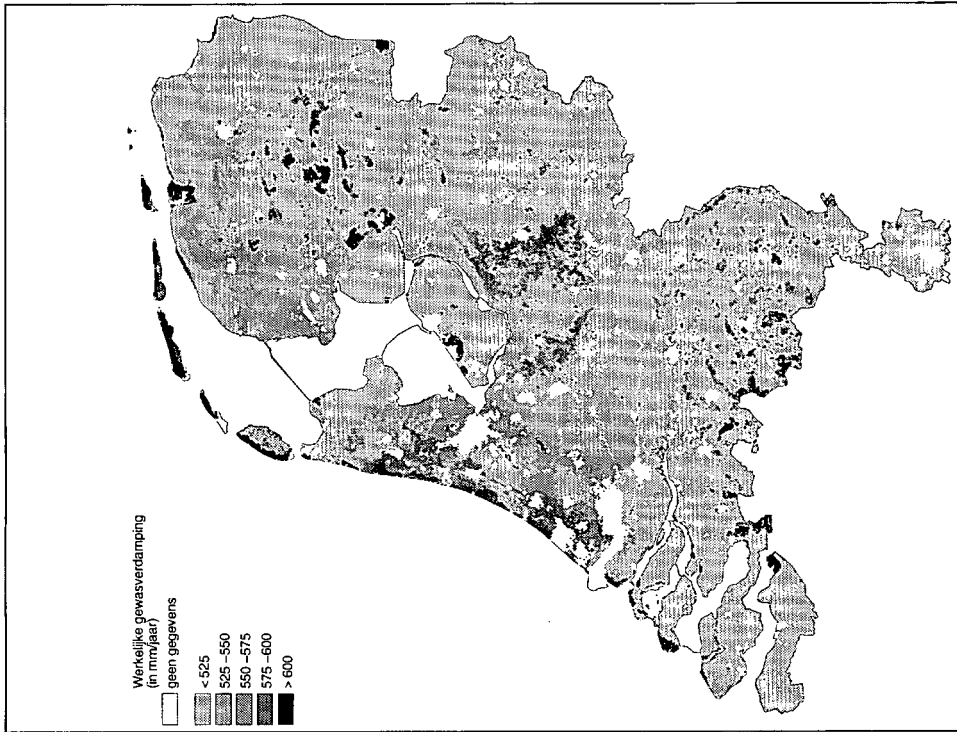 Werkelijke gewasverdamping
(in mm/jaar)
geen gegevens
< 525
525 – 550
550 – 575
575 – 600
> 600